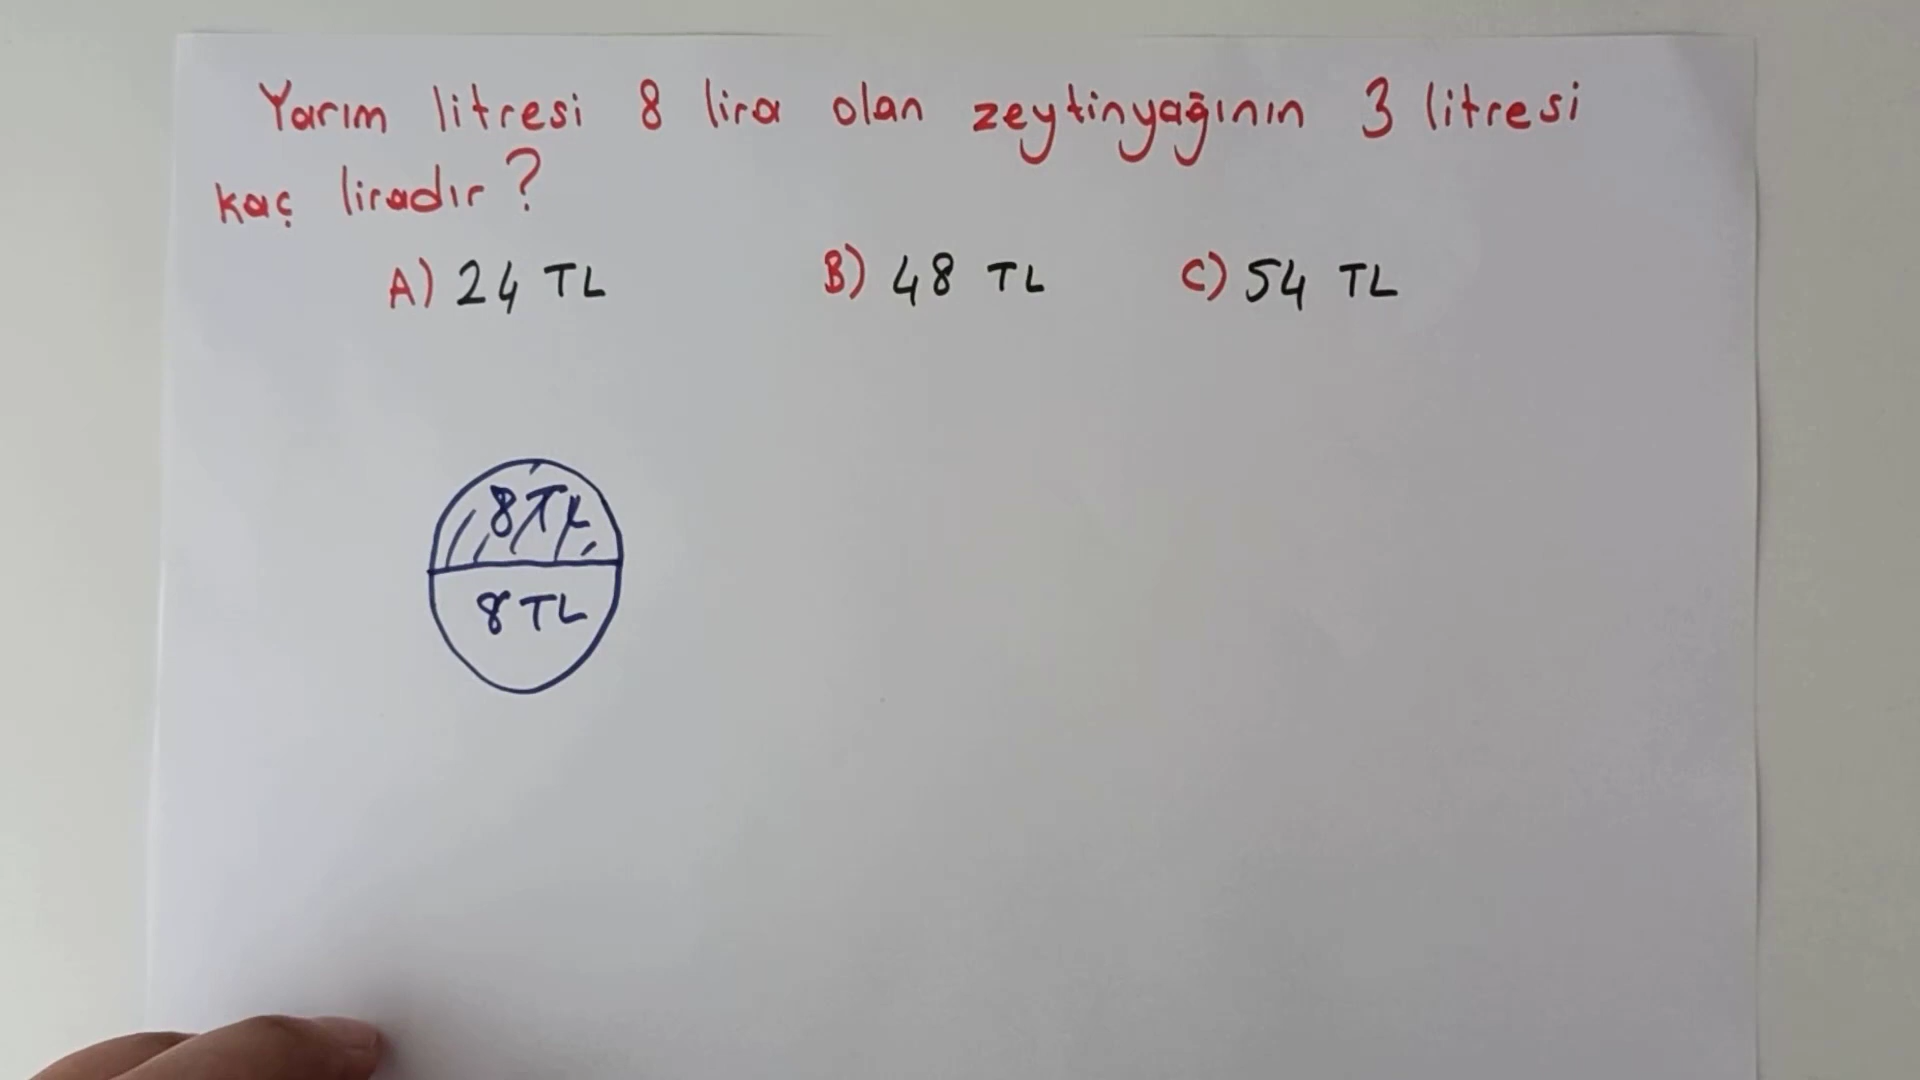 Yarım litresi 8 lira olan zeytinyağının 3 litresi
kaç liradır?
A) 24 TL B) 48 TL C) 54 TL
8TL
8TL